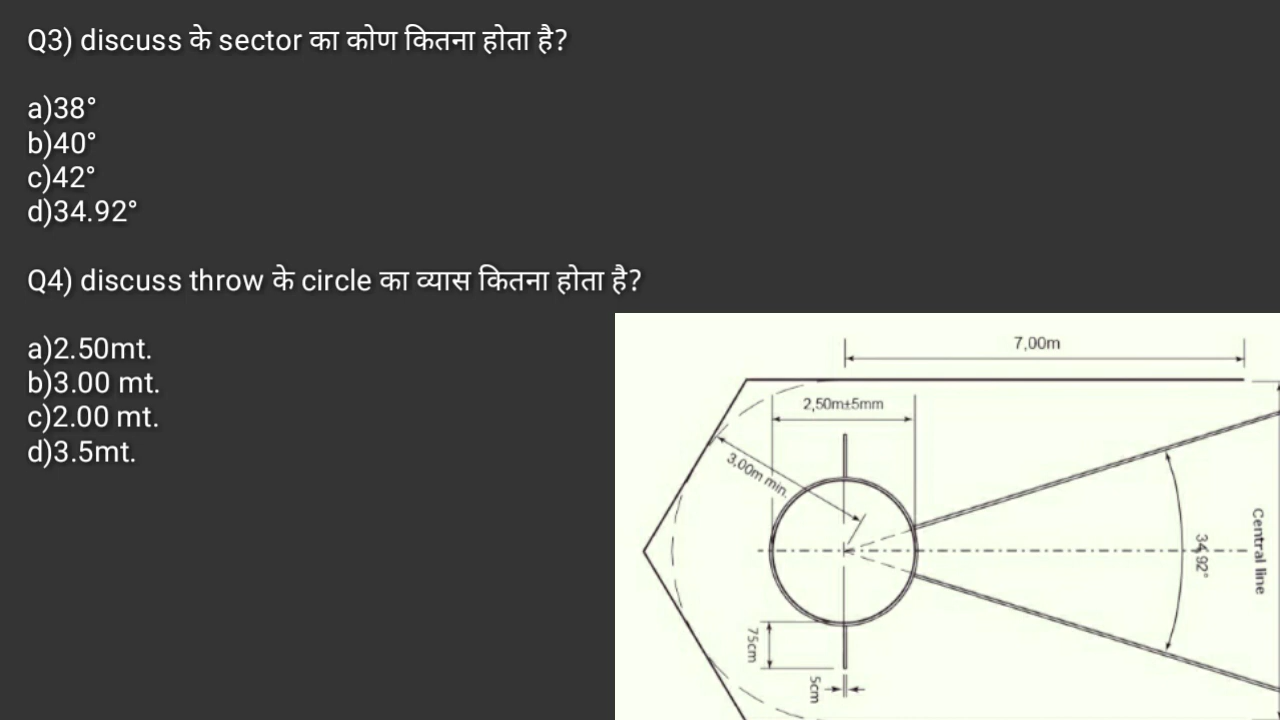 Q3) discuss के sector का कोण कितना होता है?
a)38°
b)40°
c)42°
d)34.92°
Q4) discuss throw के circle का व्यास कितना होता है?
a)2.50mt.
b)3.00 mt.
c)2.00 mt.
d)3.5mt.
7,00m
2,50m±5mm
3,00m min.
34,92°
Central line
75cm
5cm